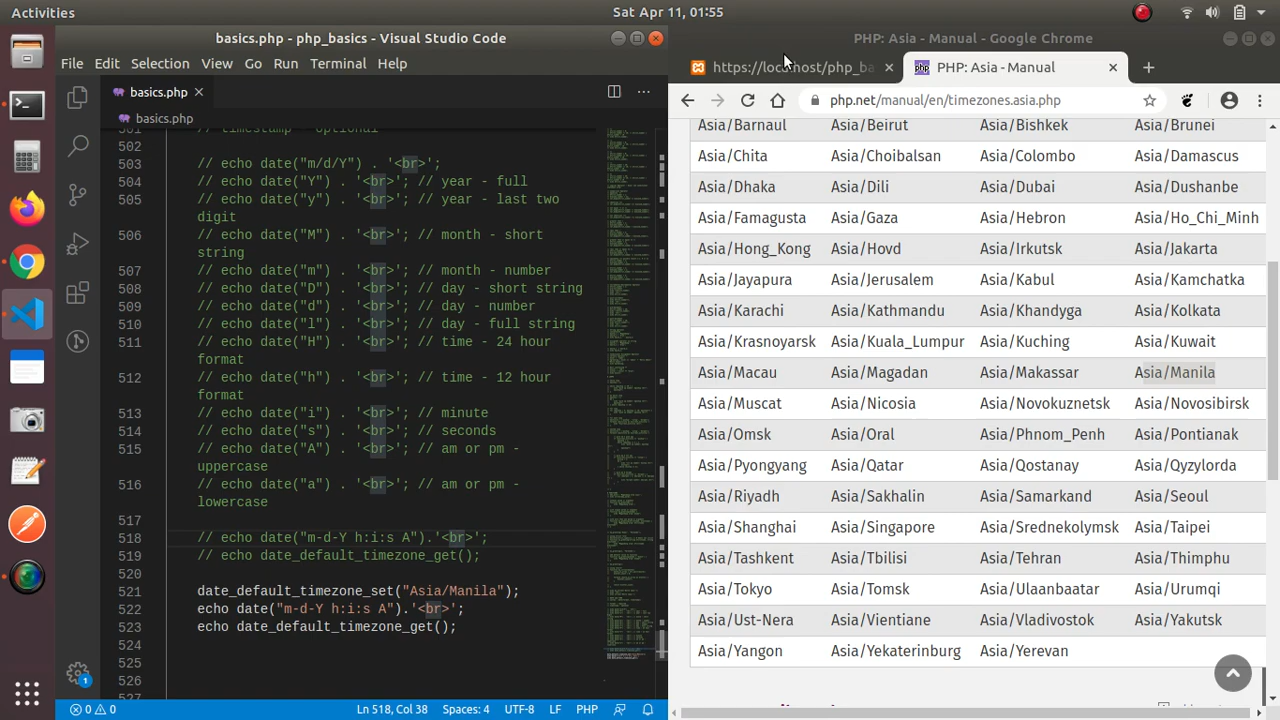 Activities
Sat Apr 11, 01:55
basics.php - php_basics - Visual Studio Code
File Edit Selection View Go Run Terminal Help
basics.php
basics.php
502
503 // echo date("m/d/Y") . '<br>';
504 // echo date("Y") . '<br>'; // year - full
505 // echo date("y") . '<br>'; // year - last two
digit
506 // echo date("M") . '<br>'; // month - short
string
507 // echo date("m") . '<br>'; // month - number
508 // echo date("D") . '<br>'; // day - short string
509 // echo date("d") . '<br>'; // day - number
510 // echo date("l") . '<br>'; // day - full string
511 // echo date("H") . '<br>'; // time - 24 hour
format
512 // echo date("h") . '<br>'; // time - 12 hour
format
513 // echo date("i") . '<br>'; // minute
514 // echo date("s") . '<br>'; // seconds
515 // echo date("A") . '<br>'; // am or pm -
uppercase
516 // echo date("a") . '<br>'; // am or pm -
lowercase
517
518 // echo date("m-d-Y h:i:s A").'<br>';
519 // echo date_default_timezone_get();
520
521 date_default_timezone_set("Asia/Manila");
522 echo date("m-d-Y h:i:s A").'<br>';
523 echo date_default_timezone_get();
524
525
526
527
0 0
Ln 518, Col 38 Spaces: 4 UTF-8 LF PHP
1
PHP: Asia - Manual - Google Chrome
https://localhost/php_ba
php PHP: Asia - Manual
php.net/manual/en/timezones.asia.php
Asia/Barnaul Asia/Beirut Asia/Bishkek Asia/Brunei
Asia/Chita Asia/Choibalsan Asia/Colombo Asia/Damascus
Asia/Dhaka Asia/Dili Asia/Dubai Asia/Dushanbe
Asia/Famagusta Asia/Gaza Asia/Hebron Asia/Ho_Chi_Minh
Asia/Hong_Kong Asia/Hovd Asia/Irkutsk Asia/Jakarta
Asia/Jayapura Asia/Jerusalem Asia/Kabul Asia/Kamchatka
Asia/Karachi Asia/Kathmandu Asia/Khandyga Asia/Kolkata
Asia/Krasnoyarsk Asia/Kuala_Lumpur Asia/Kuching Asia/Kuwait
Asia/Macau Asia/Magadan Asia/Makassar Asia/Manila
Asia/Muscat Asia/Nicosia Asia/Novokuznetsk Asia/Novosibirsk
Asia/Omsk Asia/Oral Asia/Phnom_Penh Asia/Pontianak
Asia/Pyongyang Asia/Qatar Asia/Qostanay Asia/Qyzylorda
Asia/Riyadh Asia/Sakhalin Asia/Samarkand Asia/Seoul
Asia/Shanghai Asia/Singapore Asia/Srednekolymsk Asia/Taipei
Asia/Tashkent Asia/Tbilisi Asia/Tehran Asia/Thimphu
Asia/Tokyo Asia/Tomsk Asia/Ulaanbaatar Asia/Urumqi
Asia/Ust-Nera Asia/Vientiane Asia/Vladivostok Asia/Yakutsk
Asia/Yangon Asia/Yekaterinburg Asia/Yerevan